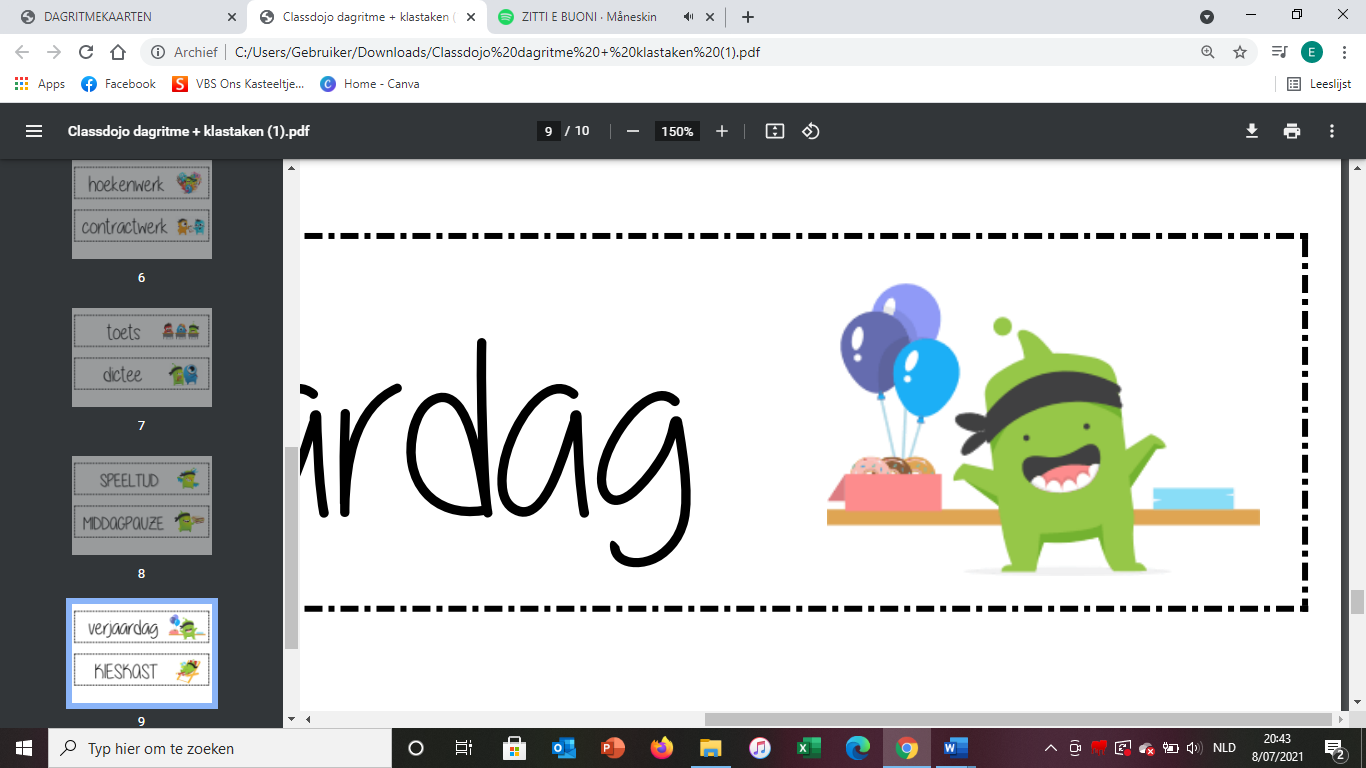 DAGRITMEKAARTEN
Classdojo dagritme + klastaken (
ZITTI E BUONI · Måneskin
Archief
C:/Users/Gebruiker/Downloads/Classdojo%20dagritme%20+%20klastaken%20(1).pdf
E
Apps
Facebook
S
VBS Ons Kasteeltje...
C
Home - Canva
Leeslijst
Classdojo dagritme + klastaken (1).pdf
9 / 10
150%
hoekenwerk
contractwerk
6
toets
dictee
7
SPEELTIJD
MIDDAGPAUZE
8
verjaardag
KIESKAST
9
ardag
Typ hier om te zoeken
NLD
20:43
8/07/2021
2